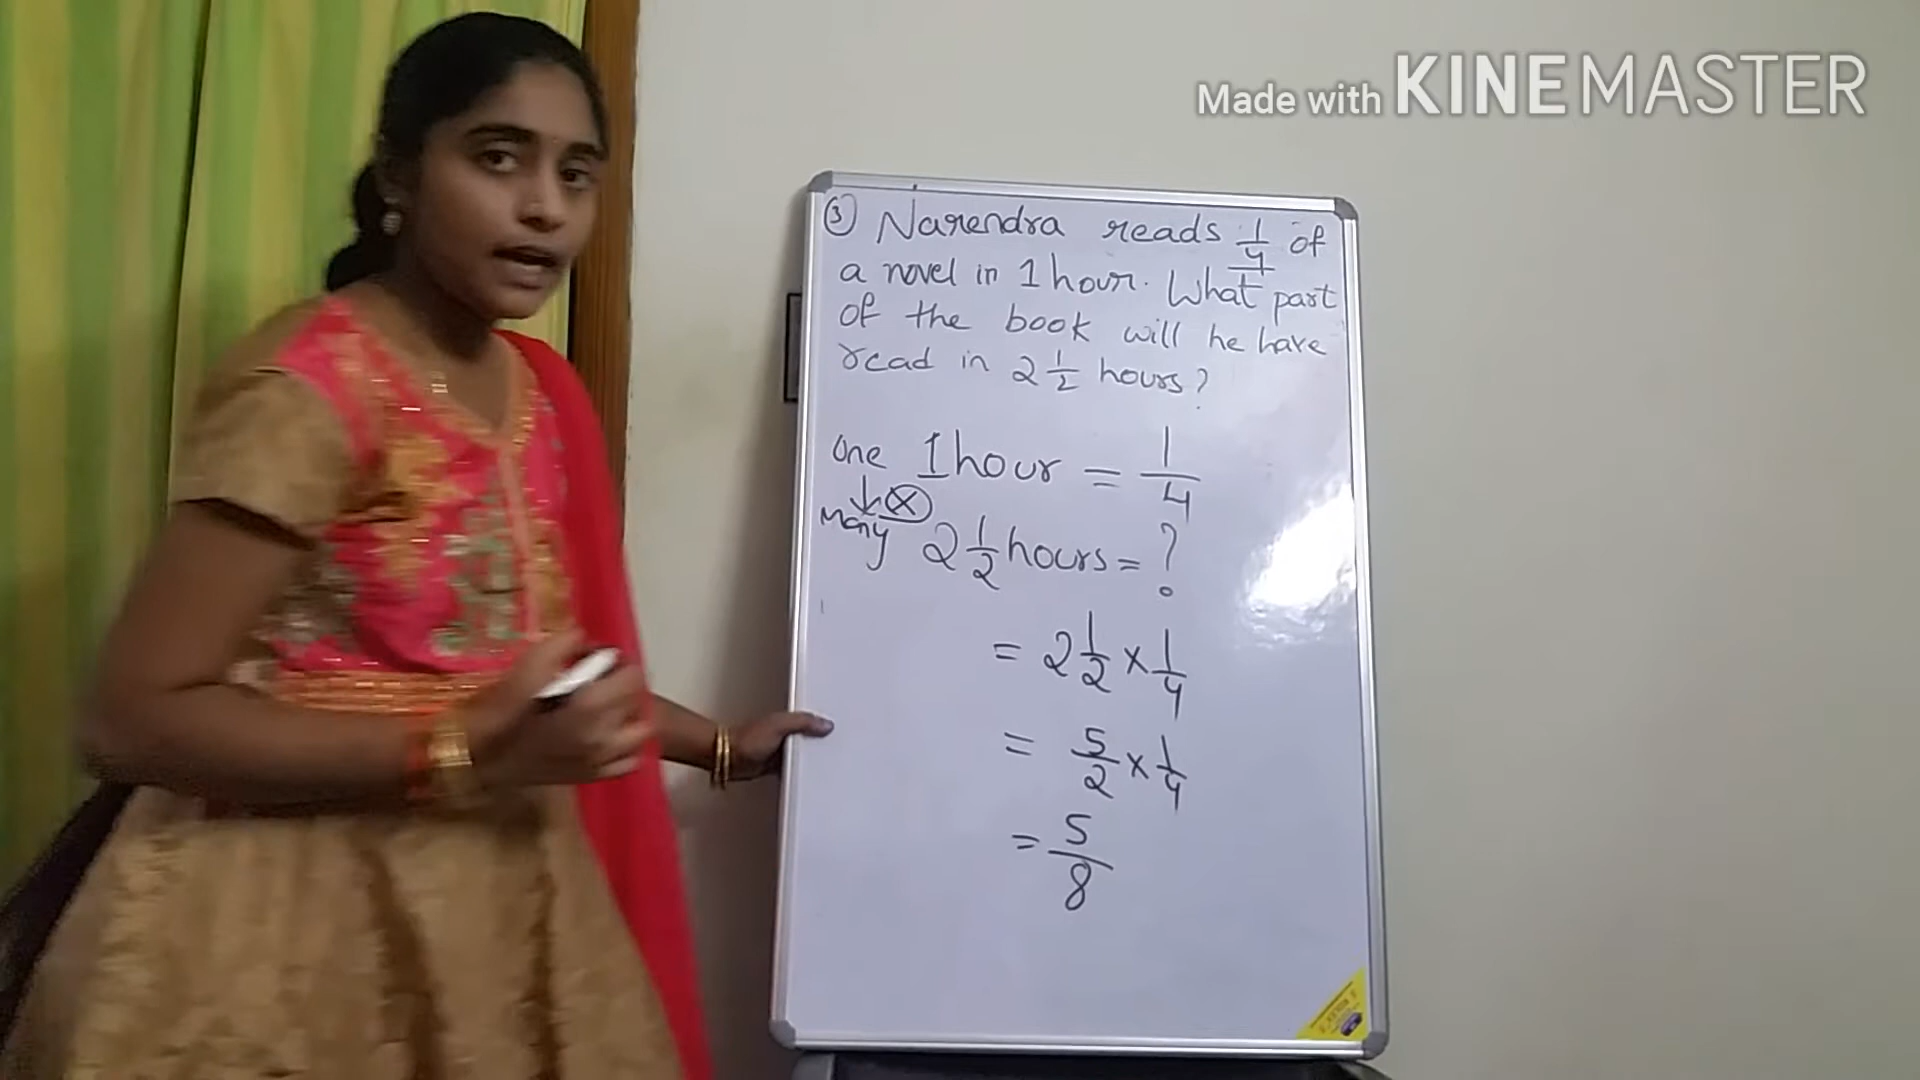 Made with KINEMASTER
③ Narendra reads 1/4 of
a novel in 1 hour. What part
of the book will he have
read in 2 1/2 hours?
one 1 hour = 1/4
↓ ⓧ
Many 2 1/2 hours = ?
= 2 1/2 × 1/4
= 5/2 × 1/4
= 5/8